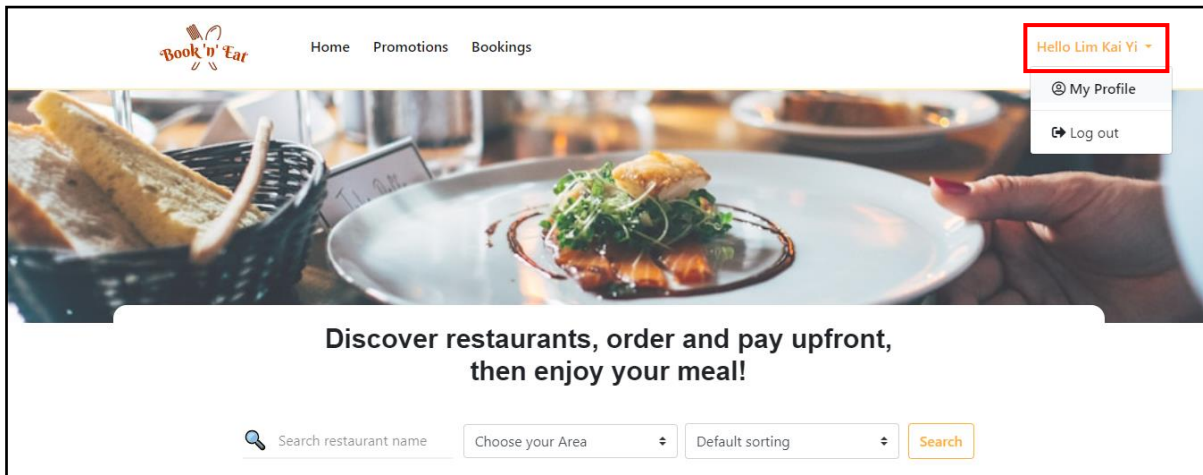 Book 'n' Eat
Home Promotions Bookings
Hello Lim Kai Yi
My Profile
Log out
Discover restaurants, order and pay upfront,
then enjoy your meal!
Search restaurant name Choose your Area Default sorting Search